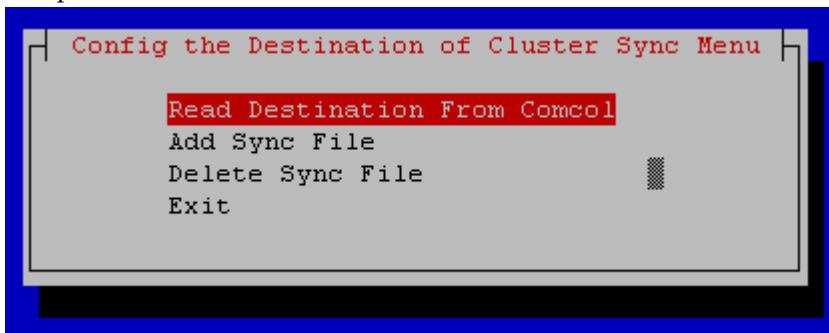 Config the Destination of Cluster Sync Menu
Read Destination From Comcol
Add Sync File
Delete Sync File
Exit